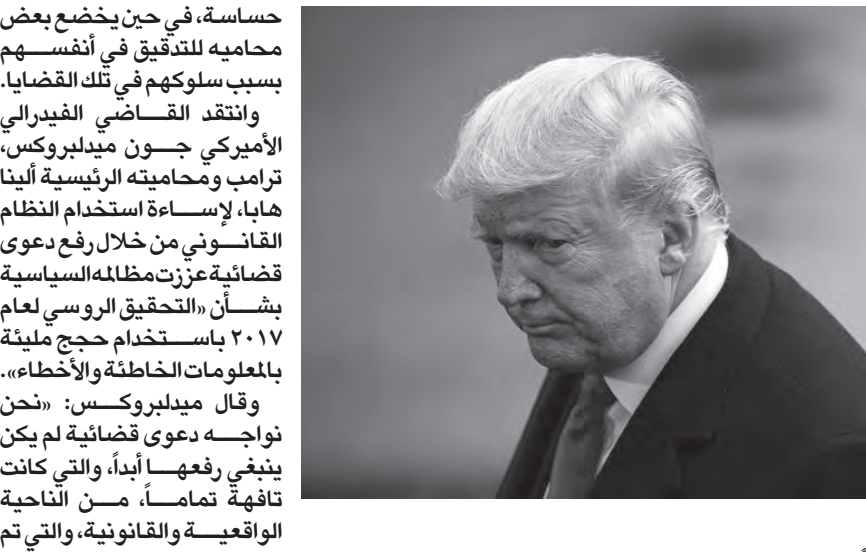 حساسة، في حين يخضع بعض
محاميه للتدقيق في أنفسهم
بسبب سلوكهم في تلك القضايا.
وانتقد القاضي الفيدرالي
الأميركي جون ميدلبروكس،
ترامب ومحاميته الرئيسية ألينا
هابا، لإساءة استخدام النظام
القانوني من خلال رفع دعوى
قضائية عززت مظالمه السياسية
بشأن «التحقيق الروسي لعام
٢٠١٧ باستخدام حجج مليئة
بالمعلومات الخاطئة والأخطاء».
وقال ميدلبروكس: «نحن
نواجه دعوى قضائية لم يكن
ينبغي رفعها أبداً، والتي كانت
تافهة تماماً، من الناحية
الواقعية والقانونية، والتي تم